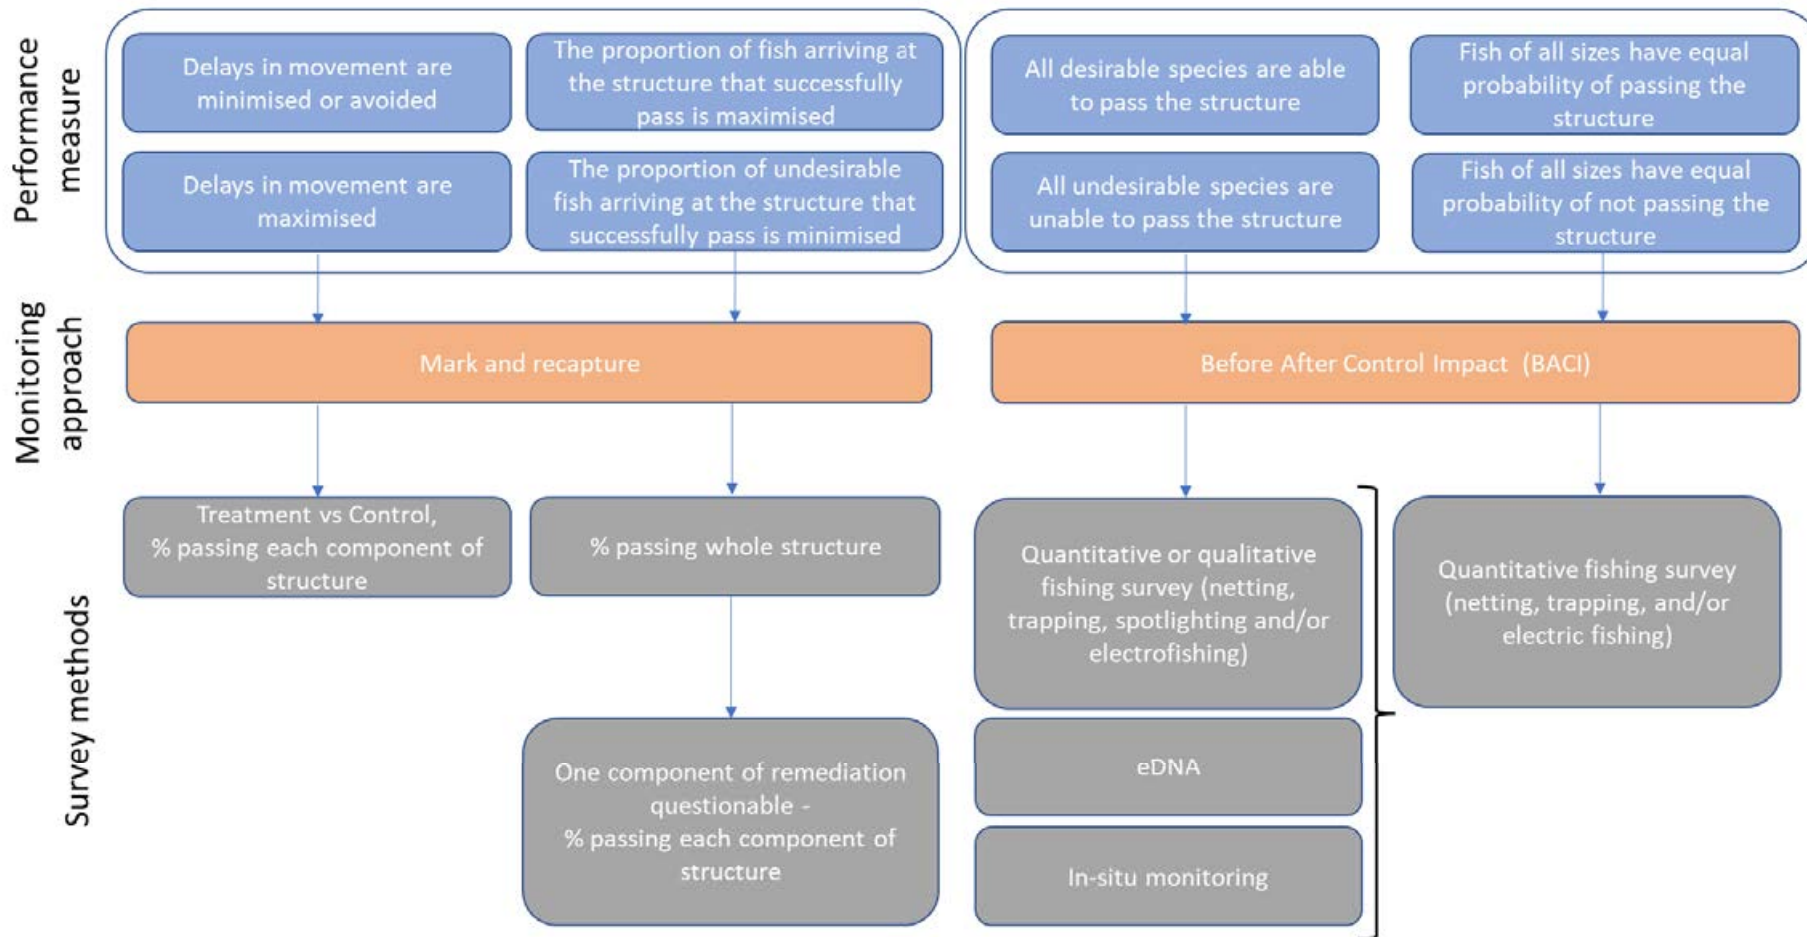 Performance
measure
Delays in movement are
minimised or avoided
The proportion of fish arriving at
the structure that successfully
pass is maximised
All desirable species are able
to pass the structure
Fish of all sizes have equal
probability of passing the
structure
Delays in movement are
maximised
The proportion of undesirable
fish arriving at the structure that
successfully pass is minimised
All undesirable species are
unable to pass the structure
Fish of all sizes have equal
probability of not passing the
structure
Monitoring
approach
Mark and recapture
Before After Control Impact (BACI)
Survey methods
Treatment vs Control,
% passing each component of
structure
% passing whole structure
Quantitative or qualitative
fishing survey (netting,
trapping, spotlighting and/or
electrofishing)
Quantitative fishing survey
(netting, trapping, and/or
electric fishing)
One component of remediation
questionable -
% passing each component of
structure
eDNA
In-situ monitoring